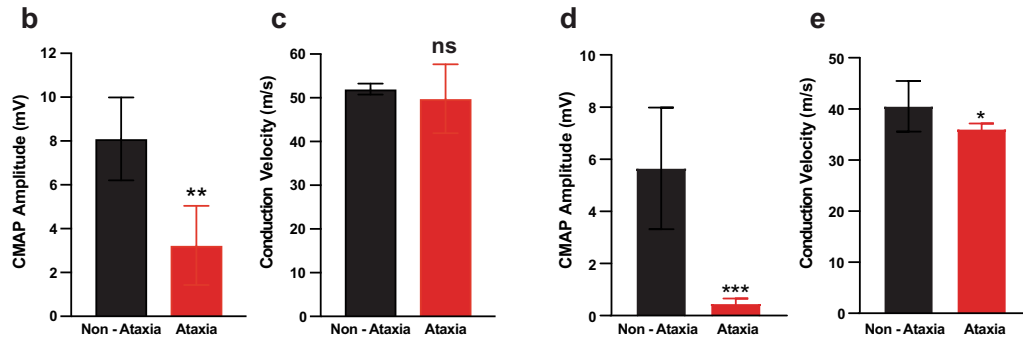 b
CMAP Amplitude (mV)
12
10
8
6
4
2
0
**
Non - Ataxia Ataxia
c
Conduction Velocity (m/s)
60
50
40
30
20
10
0
ns
Non - Ataxia Ataxia
d
CMAP Amplitude (mV)
10
8
6
4
2
0
***
Non - Ataxia Ataxia
e
Conduction Velocity (m/s)
50
40
30
20
10
0
*
Non - Ataxia Ataxia